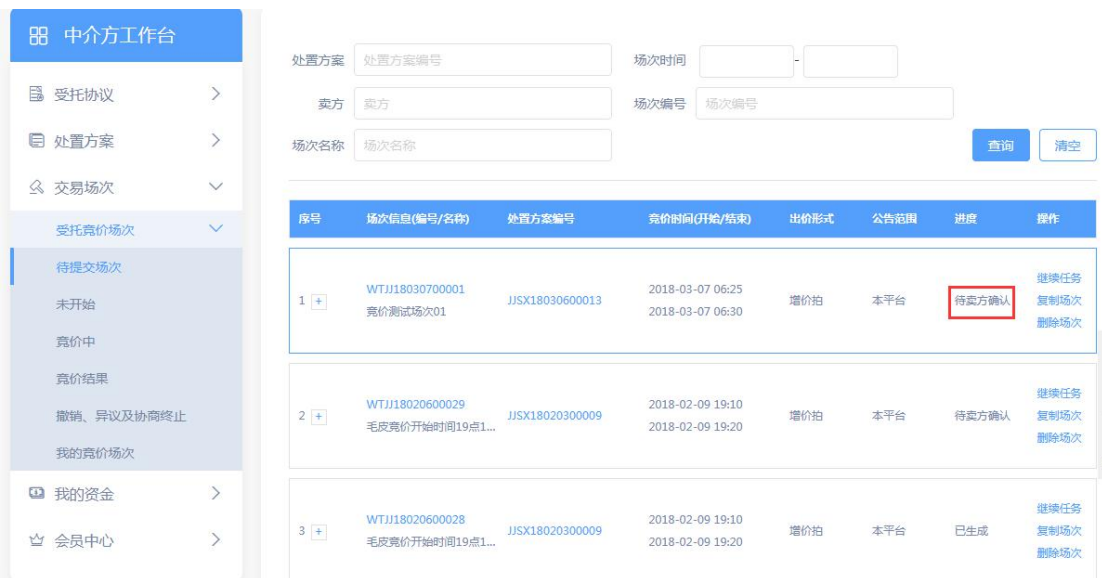 中介方工作台
受托协议
处置方案
交易场次
受托竞价场次
待提交场次
未开始
竞价中
竞价结果
撤销、异议及协商终止
我的竞价场次
我的资金
会员中心
处置方案 处置方案编号 场次时间 -
卖方 卖方 场次编号 场次编号
场次名称 场次名称 查询 清空
序号 场次信息(编号/名称) 处置方案编号 竞价时间(开始/结束) 出价形式 公告范围 进度 操作
继续任务
WTJJ18030700001 2018-03-07 06:25
1 + JJSX18030600013 增价拍 本平台 待卖方确认 复制场次
竞价测试场次01 2018-03-07 06:30
删除场次
继续任务
WTJJ18020600029 2018-02-09 19:10
2 + JJSX18020300009 增价拍 本平台 待卖方确认 复制场次
毛皮竞价开始时间19点1... 2018-02-09 19:20
删除场次
继续任务
WTJJ18020600028 2018-02-09 19:10
3 + JJSX18020300009 增价拍 本平台 已生成 复制场次
毛皮竞价开始时间19点1... 2018-02-09 19:20
删除场次